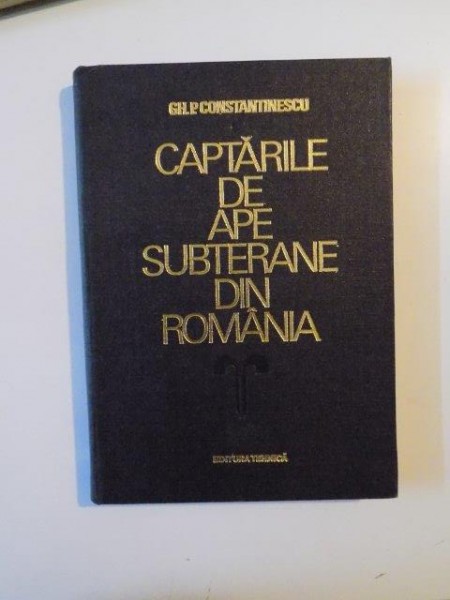 GH. P. CONSTANTINESCU
CAPTĂRILE
DE
APE
SUBTERANE
DIN
ROMÂNIA
EDITURA TEHNICĂ